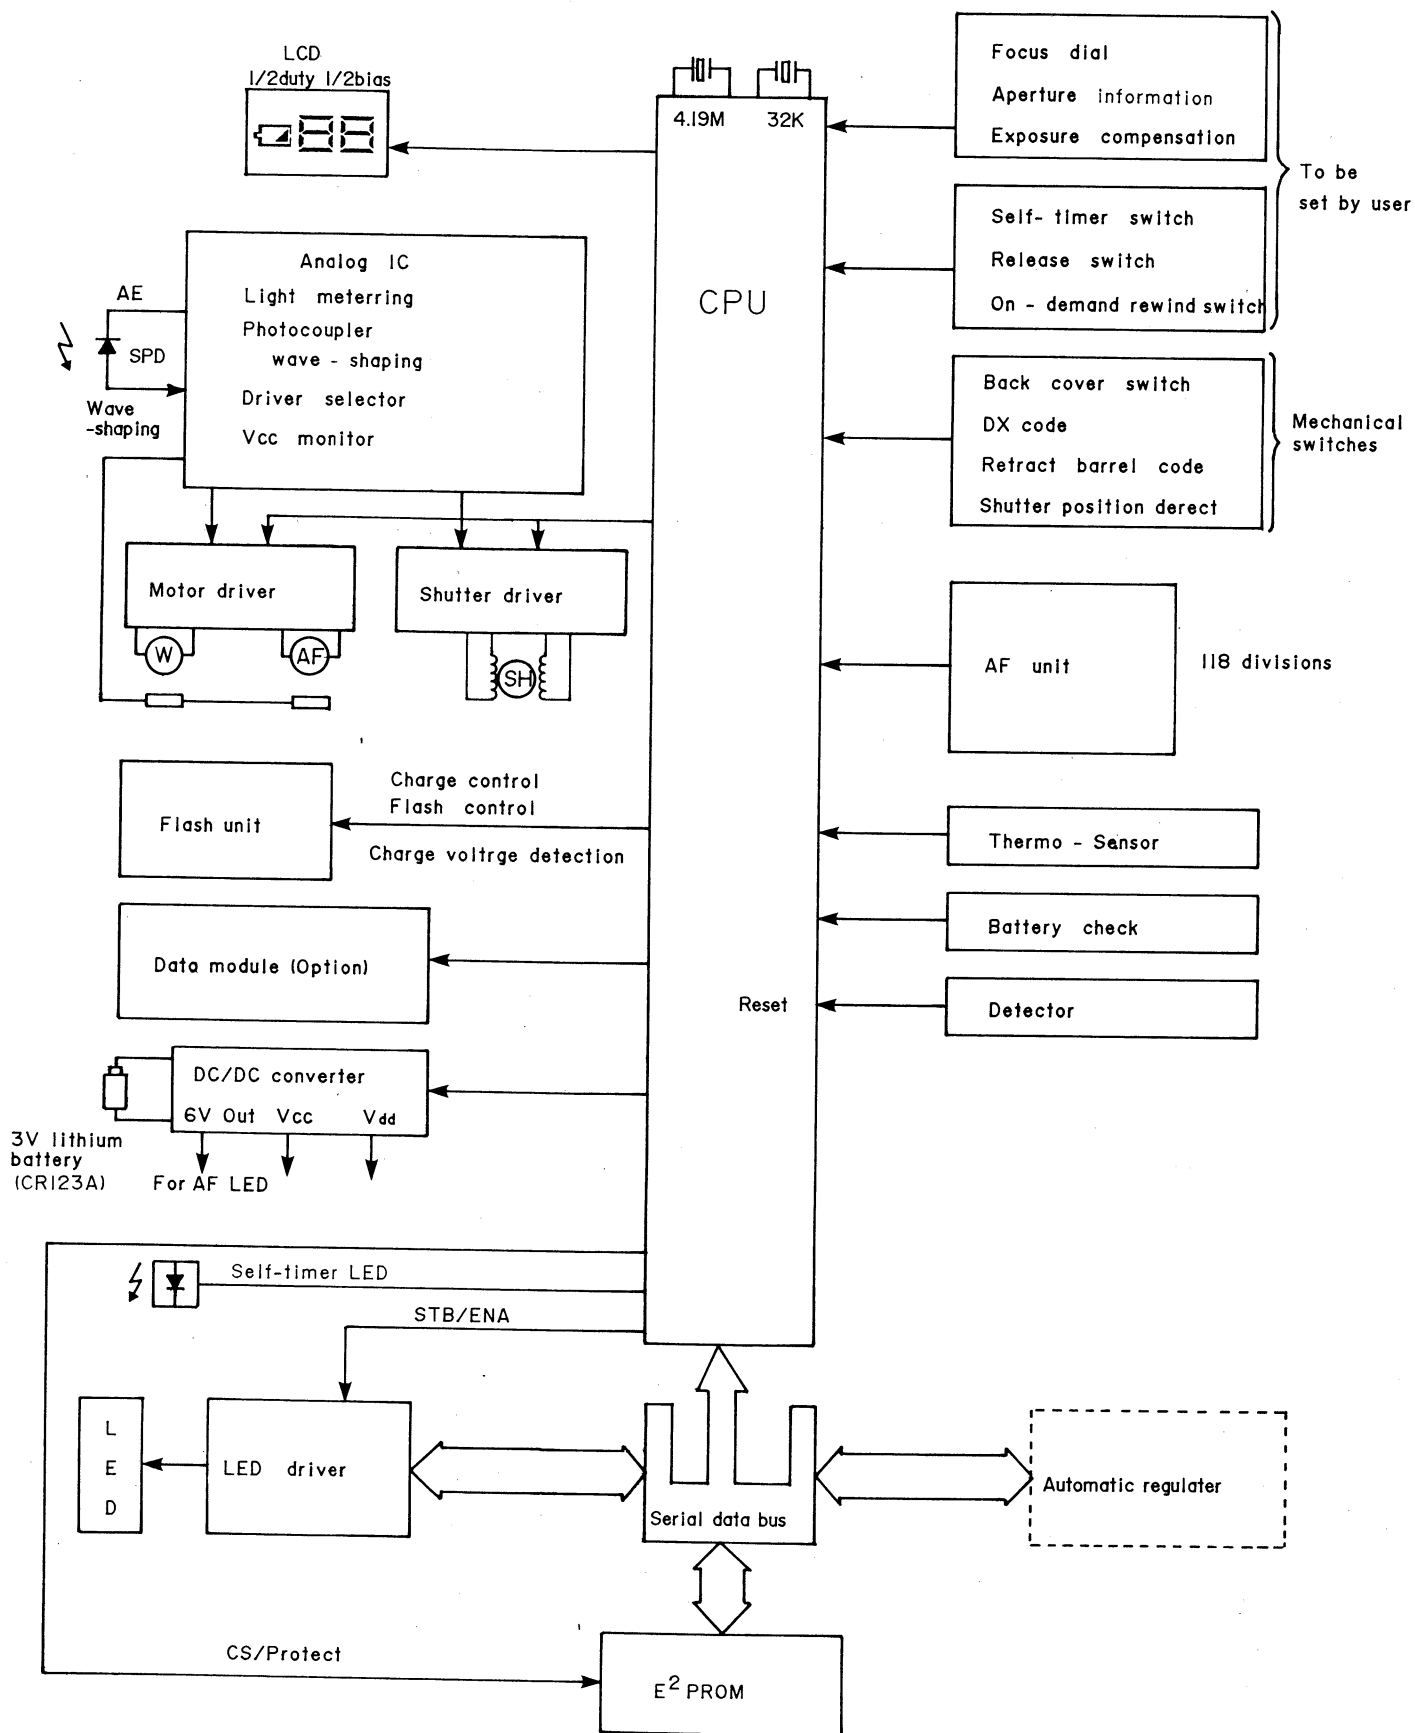 LCD
1/2duty 1/2bias
88
4.19M
32K
CPU
Focus dial
Aperture information
Exposure compensation
To be
set by user
Self-timer switch
Release switch
On-demand rewind switch
Back cover switch
DX code
Retract barrel code
Shutter position derect
Mechanical
switches
Analog IC
Light meterring
Photocoupler
wave-shaping
Driver selector
Vcc monitor
AE
SPD
Wave
-shaping
Motor driver
W
AF
Shutter driver
SH
AF unit
118 divisions
Flash unit
Charge control
Flash control
Charge voltrge detection
Thermo-Sensor
Battery check
Data module (Option)
Reset
Detector
DC/DC converter
6V Out Vcc Vdd
3V lithium
battery
(CR123A)
For AF LED
Self-timer LED
STB/ENA
L
E
D
LED driver
Serial data bus
Automatic regulater
CS/Protect
E² PROM